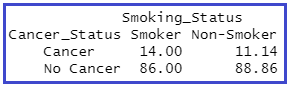 Smoking_Status
Cancer_Status Smoker Non-Smoker
Cancer 14.00 11.14
No Cancer 86.00 88.86